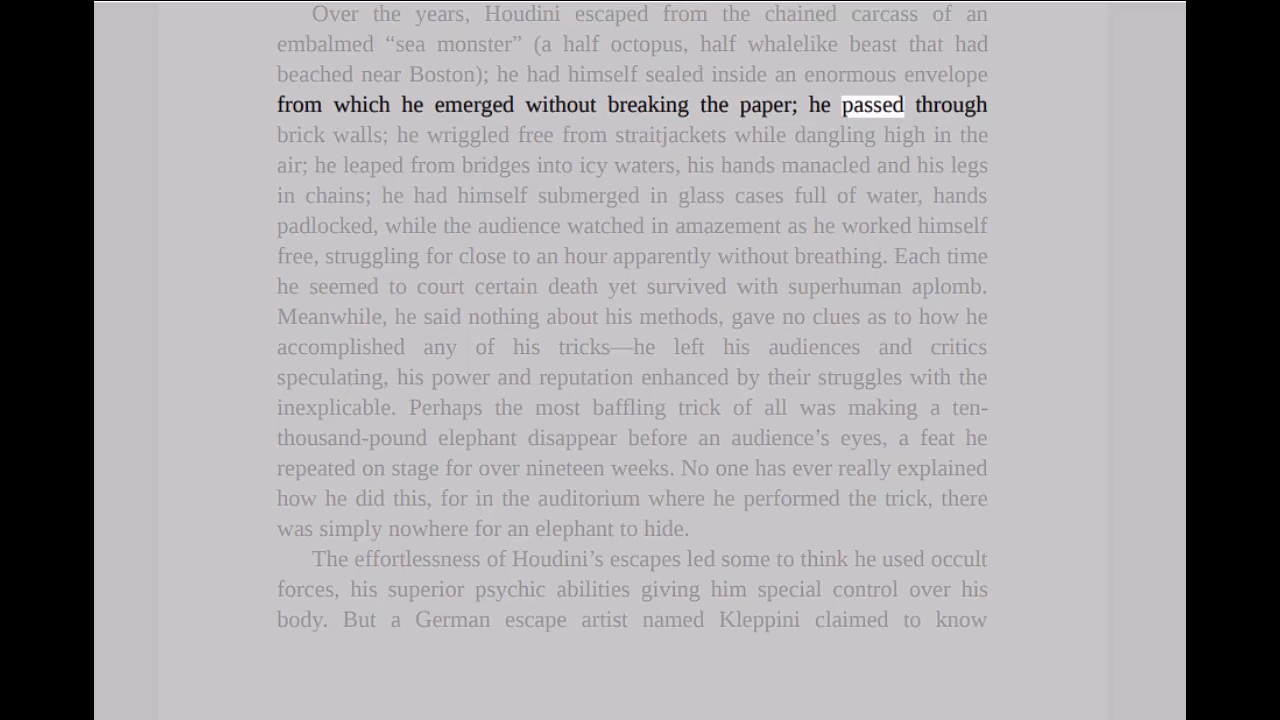 Over the years, Houdini escaped from the chained carcass of an
embalmed “sea monster” (a half octopus, half whalelike beast that had
beached near Boston); he had himself sealed inside an enormous envelope
from which he emerged without breaking the paper; he passed through
brick walls; he wriggled free from straitjackets while dangling high in the
air; he leaped from bridges into icy waters, his hands manacled and his legs
in chains; he had himself submerged in glass cases full of water, hands
padlocked, while the audience watched in amazement as he worked himself
free, struggling for close to an hour apparently without breathing. Each time
he seemed to court certain death yet survived with superhuman aplomb.
Meanwhile, he said nothing about his methods, gave no clues as to how he
accomplished any of his tricks—he left his audiences and critics
speculating, his power and reputation enhanced by their struggles with the
inexplicable. Perhaps the most baffling trick of all was making a ten-
thousand-pound elephant disappear before an audience’s eyes, a feat he
repeated on stage for over nineteen weeks. No one has ever really explained
how he did this, for in the auditorium where he performed the trick, there
was simply nowhere for an elephant to hide.
The effortlessness of Houdini’s escapes led some to think he used occult
forces, his superior psychic abilities giving him special control over his
body. But a German escape artist named Kleppini claimed to know